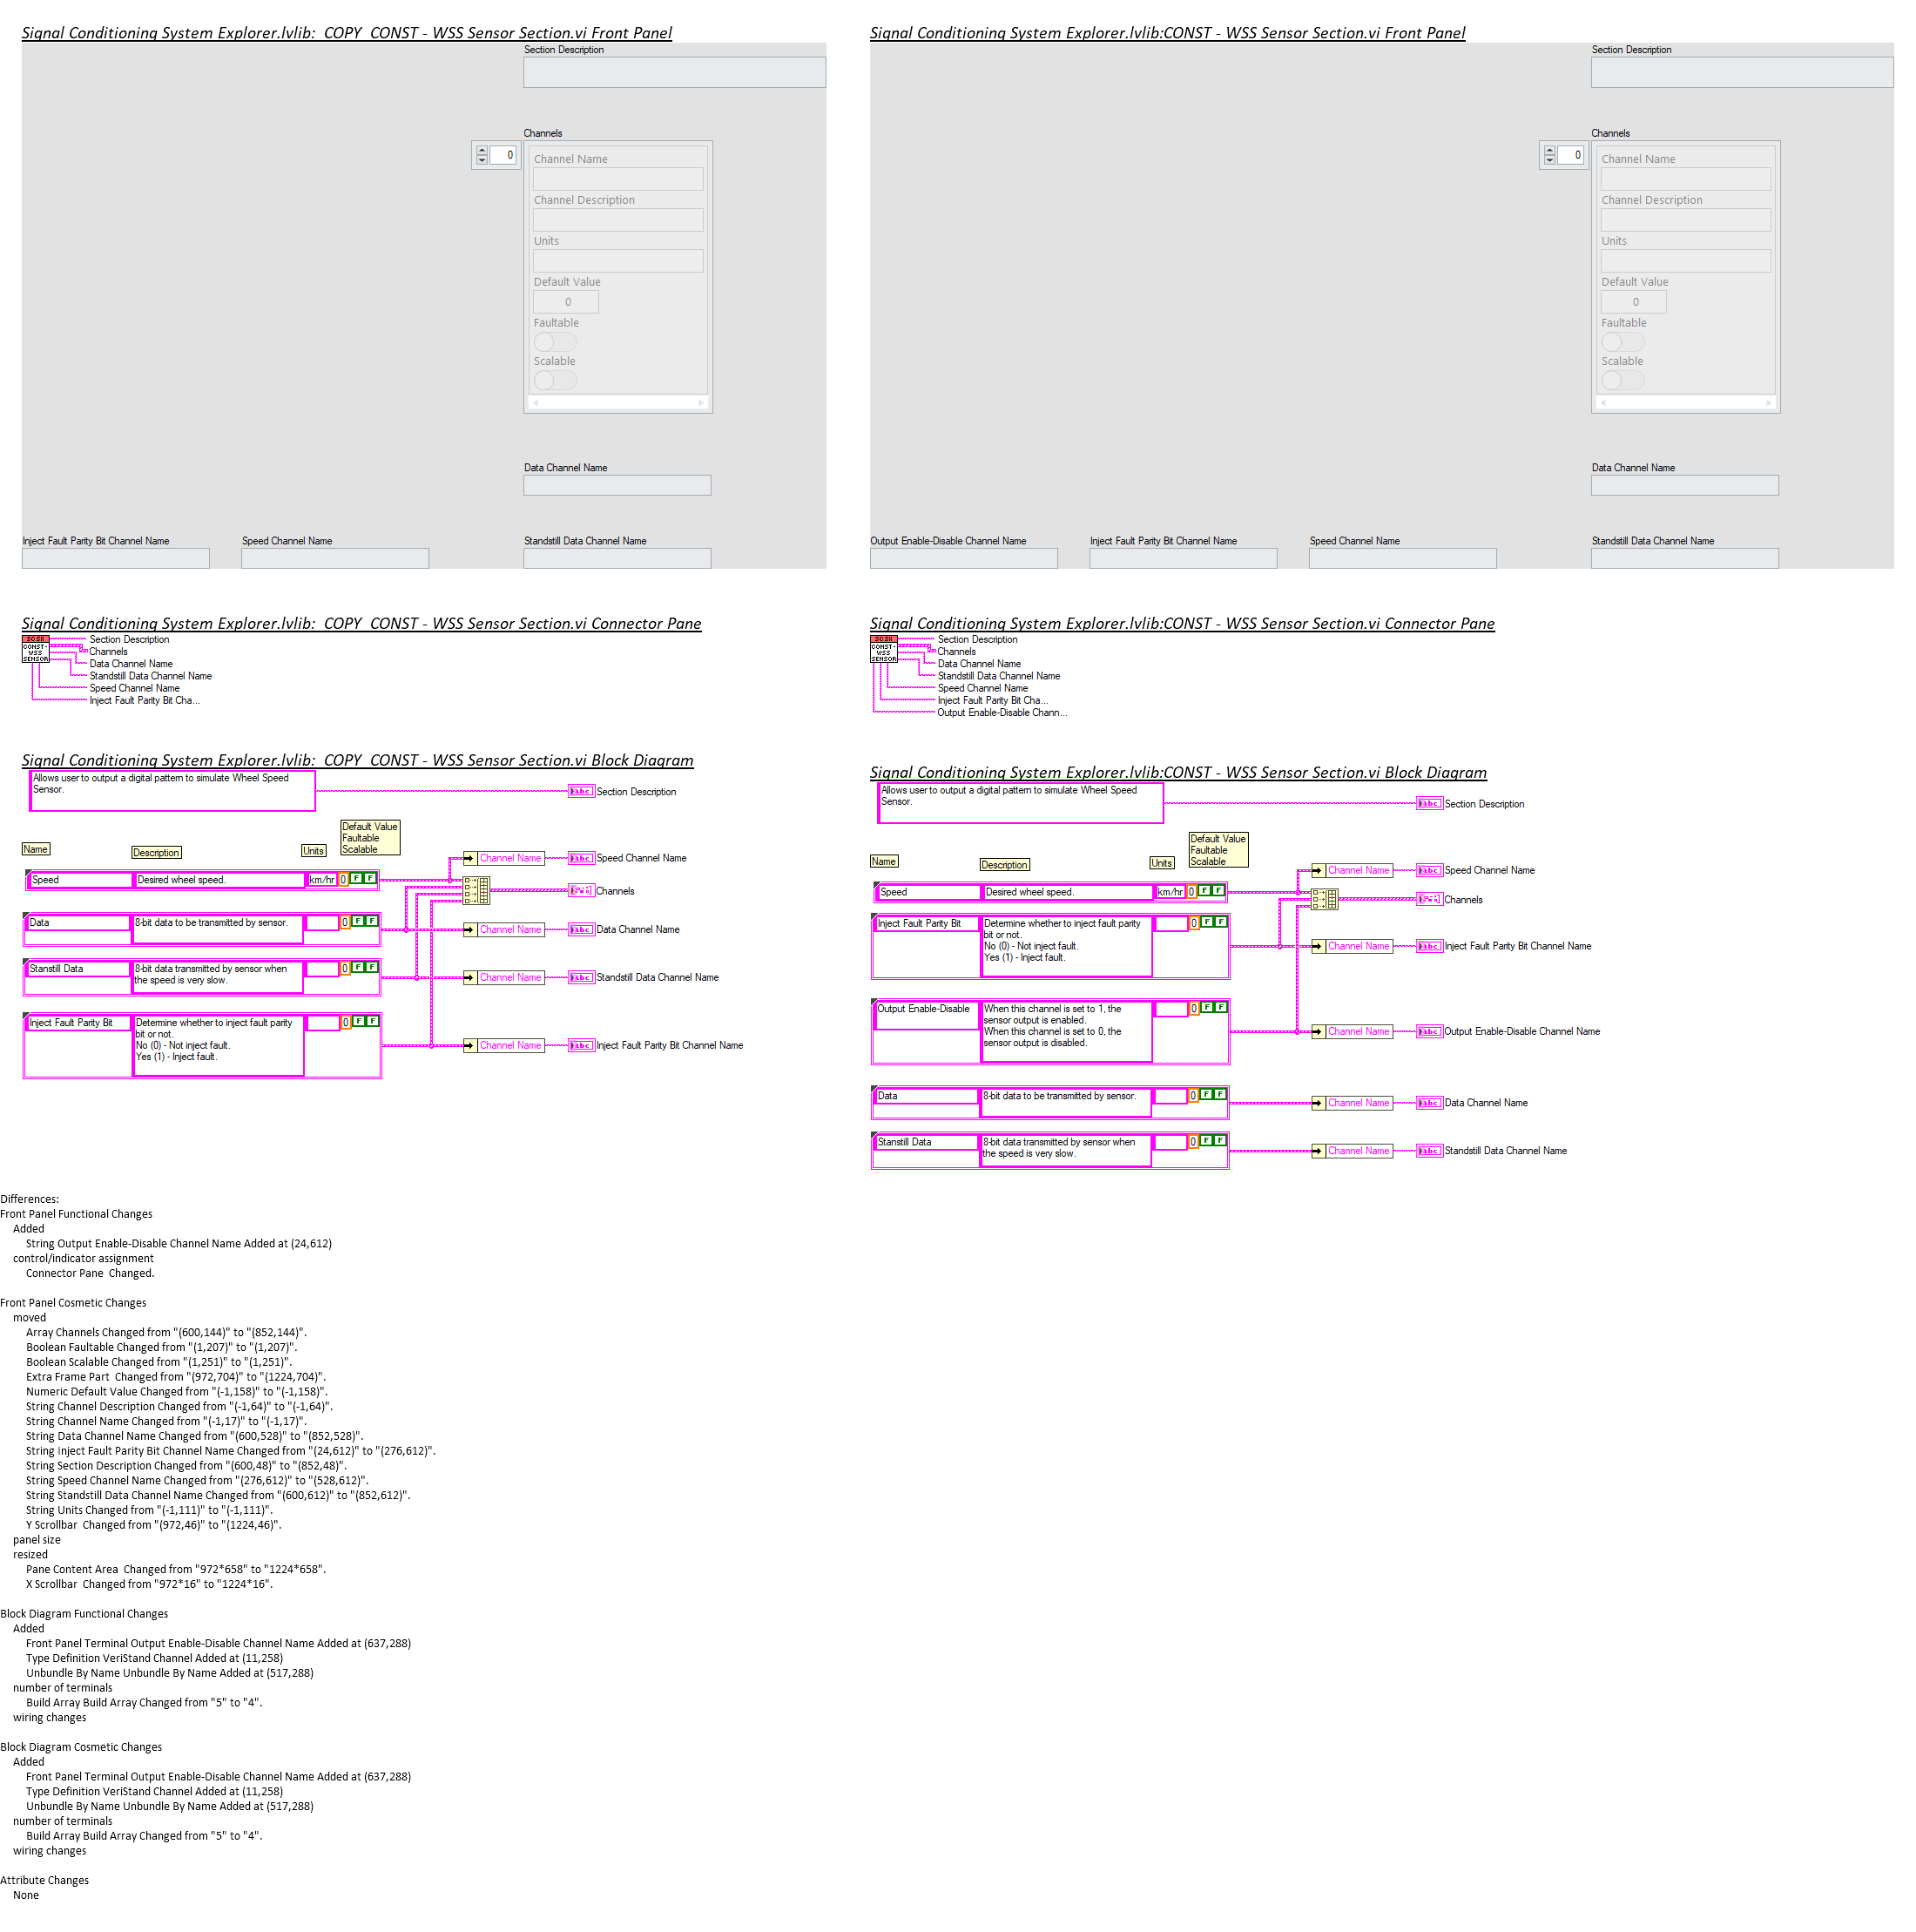 Signal Conditioning System Explorer.lvlib:_COPY_CONST - WSS Sensor Section.vi Front Panel
Section Description
Channels
0
Channel Name
Channel Description
Units
Default Value
0
Faultable
Scalable
Data Channel Name
Inject Fault Parity Bit Channel Name
Speed Channel Name
Standstill Data Channel Name
Signal Conditioning System Explorer.lvlib:CONST - WSS Sensor Section.vi Front Panel
Section Description
Channels
0
Channel Name
Channel Description
Units
Default Value
0
Faultable
Scalable
Data Channel Name
Output Enable-Disable Channel Name
Inject Fault Parity Bit Channel Name
Speed Channel Name
Standstill Data Channel Name
Signal Conditioning System Explorer.lvlib:_COPY_CONST - WSS Sensor Section.vi Connector Pane
SCSX
CONST-
WSS
SENSOR
Section Description
Channels
Data Channel Name
Standstill Data Channel Name
Speed Channel Name
Inject Fault Parity Bit Cha...
Signal Conditioning System Explorer.lvlib:CONST - WSS Sensor Section.vi Connector Pane
CONST-
WSS
SENSOR
Section Description
Channels
Data Channel Name
Standstill Data Channel Name
Speed Channel Name
Inject Fault Parity Bit Cha...
Output Enable-Disable Chann...
Signal Conditioning System Explorer.lvlib:_COPY_CONST - WSS Sensor Section.vi Block Diagram
Allows user to output a digital pattern to simulate Wheel Speed
Sensor.
abc
Section Description
Default Value
Faultable
Scalable
Name
Description
Units
Channel Name
abc
Speed Channel Name
Speed
Desired wheel speed.
km/hr
0
F
F
Channels
Data
8-bit data to be transmitted by sensor.
0
F
F
Channel Name
abc
Data Channel Name
Stanstill Data
8-bit data transmitted by sensor when
the speed is very slow.
0
F
F
Channel Name
abc
Standstill Data Channel Name
Inject Fault Parity Bit
Determine whether to inject fault parity
bit or not.
No (0) - Not inject fault.
Yes (1) - Inject fault.
0
F
F
Channel Name
abc
Inject Fault Parity Bit Channel Name
Signal Conditioning System Explorer.lvlib:CONST - WSS Sensor Section.vi Block Diagram
Allows user to output a digital pattern to simulate Wheel Speed
Sensor.
abc
Section Description
Default Value
Faultable
Scalable
Name
Description
Units
Channel Name
abc
Speed Channel Name
Speed
Desired wheel speed.
km/hr
0
F
F
Channels
Inject Fault Parity Bit
Determine whether to inject fault parity
bit or not.
No (0) - Not inject fault.
Yes (1) - Inject fault.
0
F
F
Channel Name
abc
Inject Fault Parity Bit Channel Name
Output Enable-Disable
When this channel is set to 1, the
sensor output is enabled.
When this channel is set to 0, the
sensor output is disabled.
0
F
F
Channel Name
abc
Output Enable-Disable Channel Name
Data
8-bit data to be transmitted by sensor.
0
F
F
Channel Name
abc
Data Channel Name
Stanstill Data
8-bit data transmitted by sensor when
the speed is very slow.
0
F
F
Channel Name
abc
Standstill Data Channel Name
Differences:
Front Panel Functional Changes
Added
String Output Enable-Disable Channel Name Added at (24,612)
control/indicator assignment
Connector Pane  Changed.
Front Panel Cosmetic Changes
moved
Array Channels Changed from "(600,144)" to "(852,144)".
Boolean Faultable Changed from "(1,207)" to "(1,207)".
Boolean Scalable Changed from "(1,251)" to "(1,251)".
Extra Frame Part  Changed from "(972,704)" to "(1224,704)".
Numeric Default Value Changed from "(-1,158)" to "(-1,158)".
String Channel Description Changed from "(-1,64)" to "(-1,64)".
String Channel Name Changed from "(-1,17)" to "(-1,17)".
String Data Channel Name Changed from "(600,528)" to "(852,528)".
String Inject Fault Parity Bit Channel Name Changed from "(24,612)" to "(276,612)".
String Section Description Changed from "(600,48)" to "(852,48)".
String Speed Channel Name Changed from "(276,612)" to "(528,612)".
String Standstill Data Channel Name Changed from "(600,612)" to "(852,612)".
String Units Changed from "(-1,111)" to "(-1,111)".
Y Scrollbar  Changed from "(972,46)" to "(1224,46)".
panel size
resized
Pane Content Area  Changed from "972*658" to "1224*658".
X Scrollbar  Changed from "972*16" to "1224*16".
Block Diagram Functional Changes
Added
Front Panel Terminal Output Enable-Disable Channel Name Added at (637,288)
Type Definition VeriStand Channel Added at (11,258)
Unbundle By Name Unbundle By Name Added at (517,288)
number of terminals
Build Array Build Array Changed from "5" to "4".
wiring changes
Block Diagram Cosmetic Changes
Added
Front Panel Terminal Output Enable-Disable Channel Name Added at (637,288)
Type Definition VeriStand Channel Added at (11,258)
Unbundle By Name Unbundle By Name Added at (517,288)
number of terminals
Build Array Build Array Changed from "5" to "4".
wiring changes
Attribute Changes
None